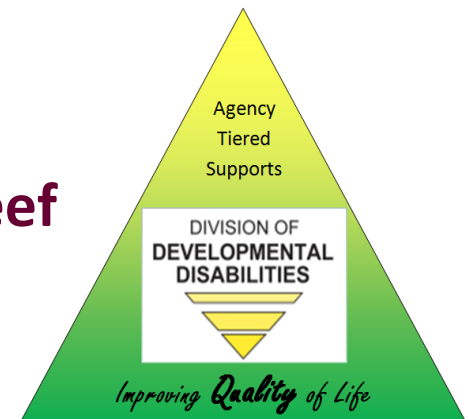 Agency
Tiered
Supports
eef
DIVISION OF
DEVELOPMENTAL
DISABILITIES
Improving Quality of Life